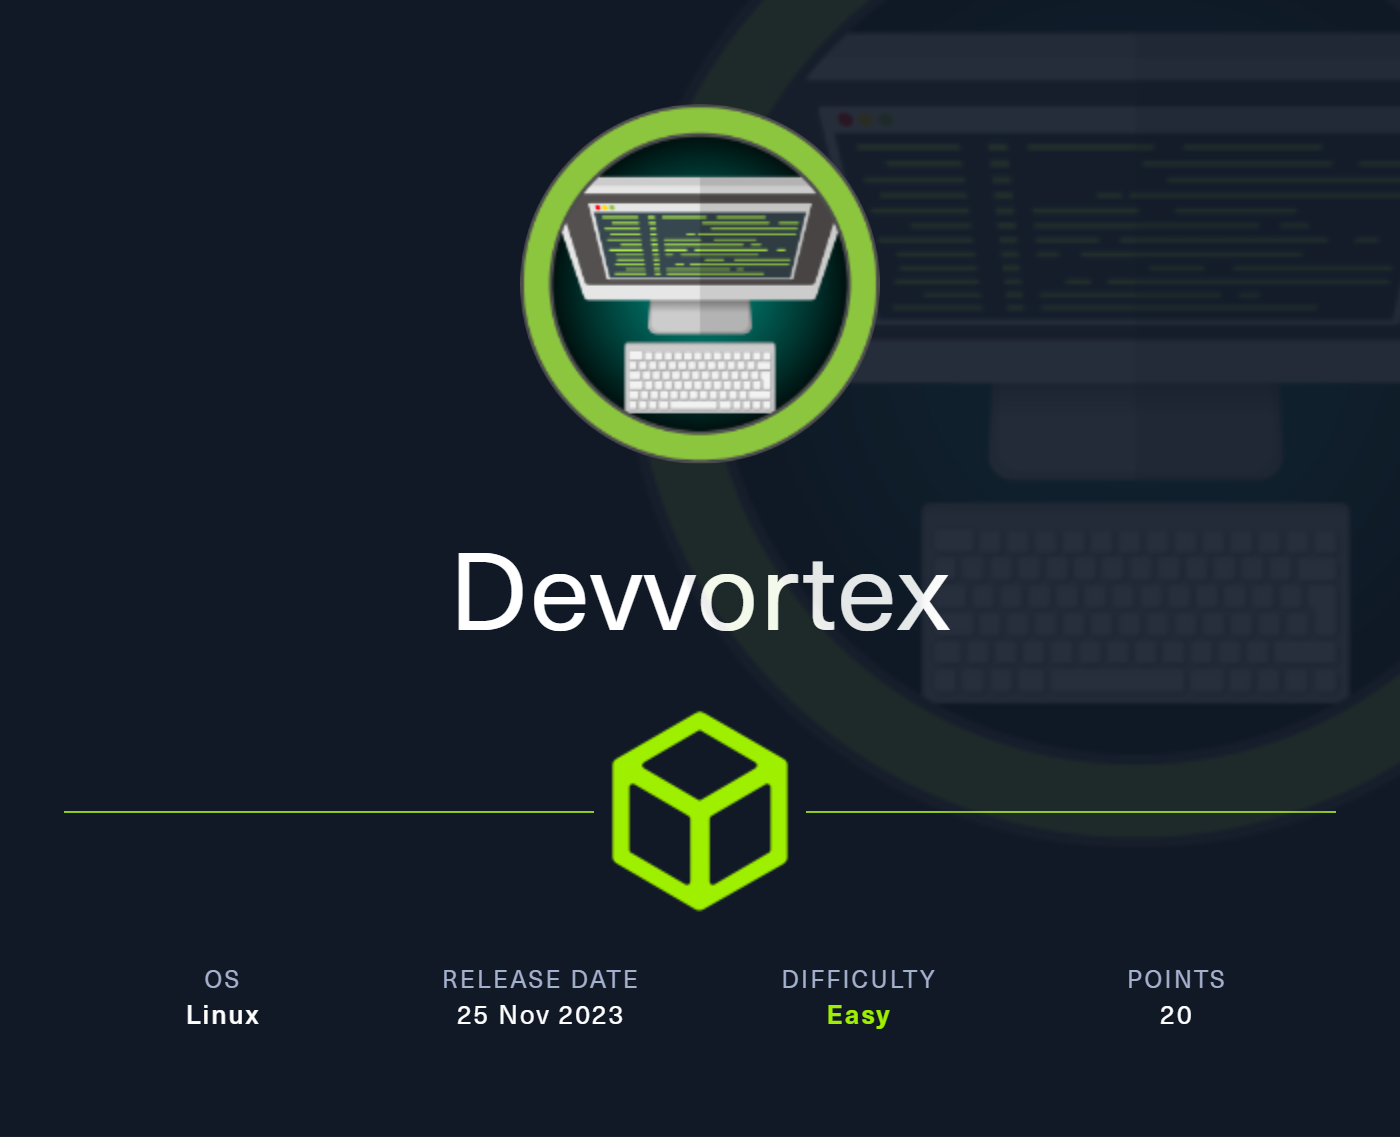 Devvortex
OS
Linux
RELEASE DATE
25 Nov 2023
DIFFICULTY
Easy
POINTS
20